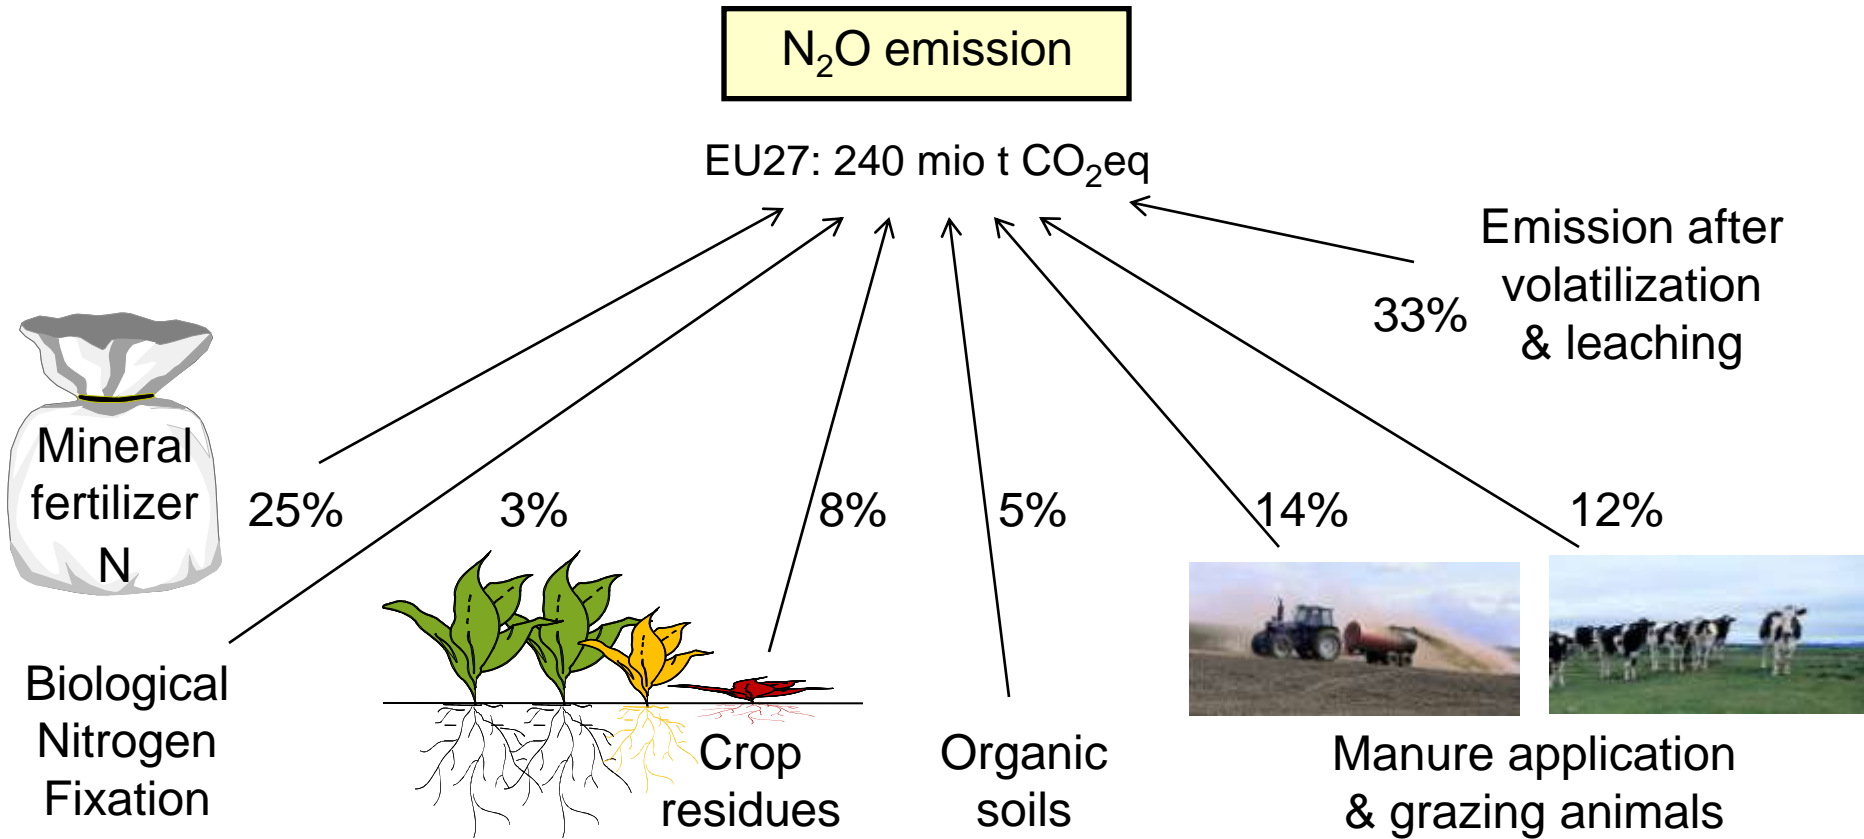 N₂O emission
EU27: 240 mio t CO₂eq
Emission after
volatilization
& leaching
33%
Mineral
fertilizer
N
25%
3%
8%
5%
14%
12%
Biological
Nitrogen
Fixation
Crop
residues
Organic
soils
Manure application
& grazing animals